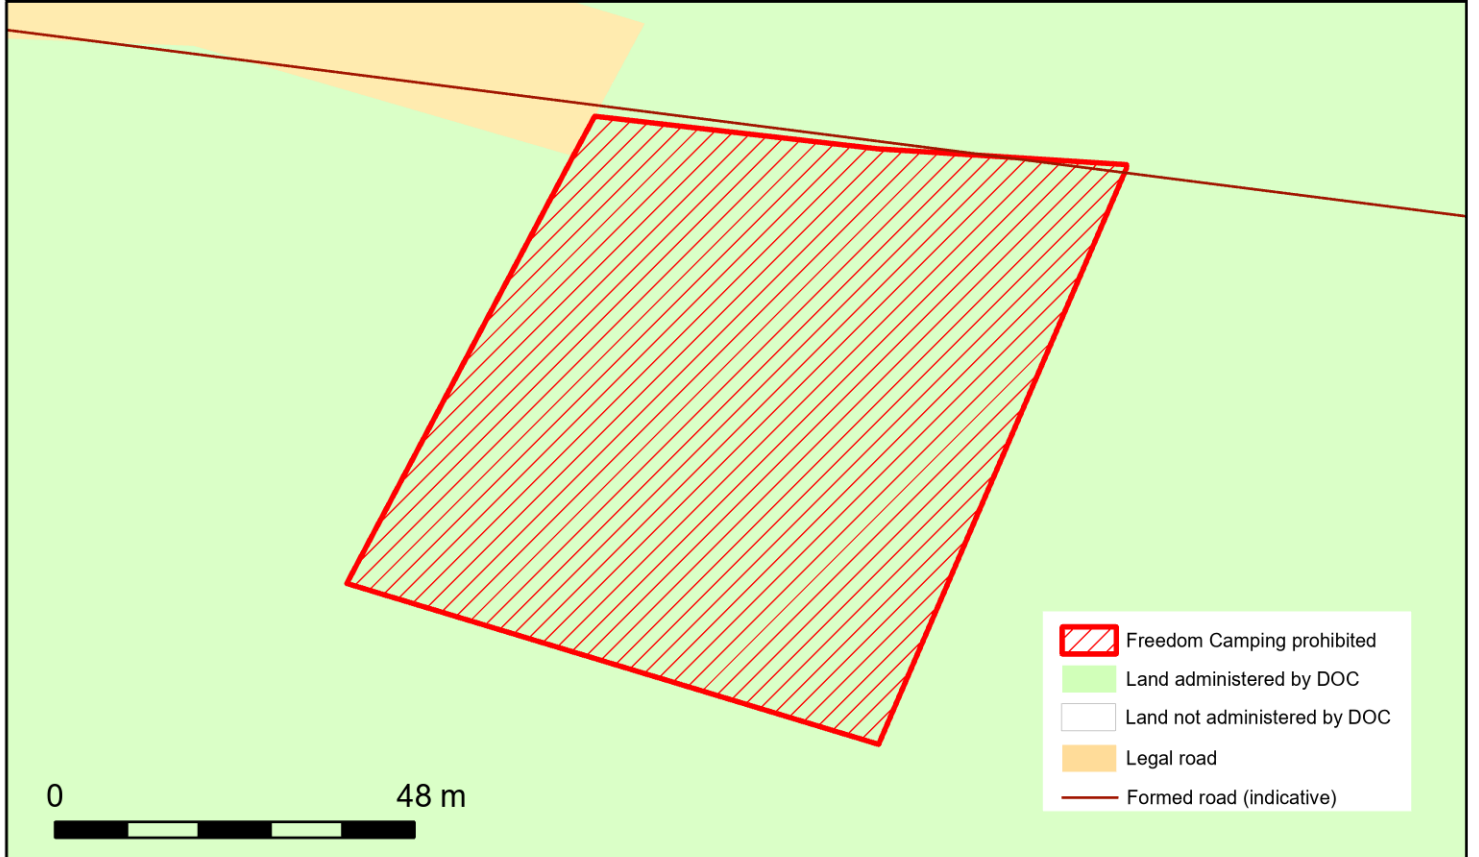 Freedom Camping prohibited
Land administered by DOC
Land not administered by DOC
Legal road
Formed road (indicative)
0 48 m